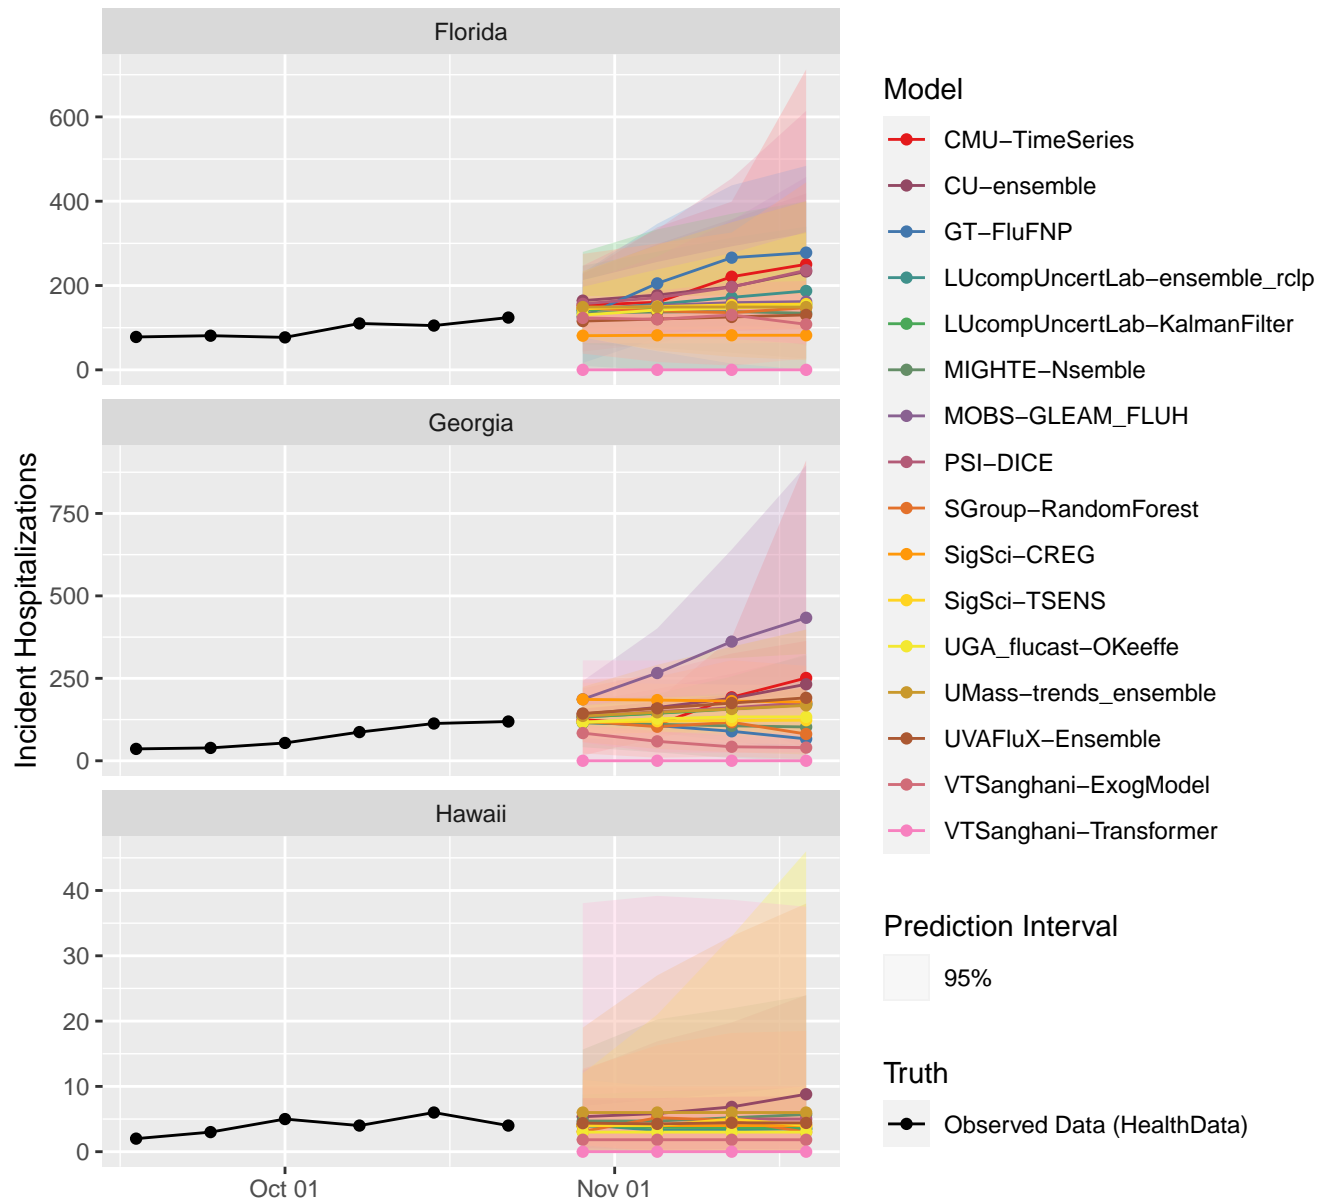 Florida
600
400
200
0
Georgia
750
500
250
0
Hawaii
40
30
20
10
0
Oct 01
Nov 01
Incident Hospitalizations
Model
CMU−TimeSeries
CU−ensemble
GT−FluFNP
LUcompUncertLab−ensemble_rclp
LUcompUncertLab−KalmanFilter
MIGHTE−Nsemble
MOBS−GLEAM_FLUH
PSI−DICE
SGroup−RandomForest
SigSci−CREG
SigSci−TSENS
UGA_flucast−OKeeffe
UMass−trends_ensemble
UVAFluX−Ensemble
VTSanghani−ExogModel
VTSanghani−Transformer
Prediction Interval
95%
Truth
Observed Data (HealthData)